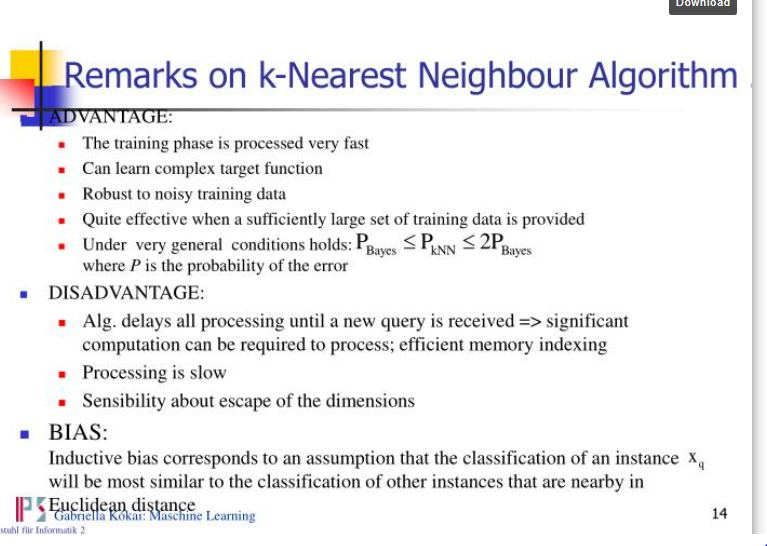 Download
Remarks on k-Nearest Neighbour Algorithm
ADVANTAGE:
The training phase is processed very fast
Can learn complex target function
Robust to noisy training data
Quite effective when a sufficiently large set of training data is provided
Under very general conditions holds: P_Bayes ≤ P_kNN ≤ 2P_Bayes
where P is the probability of the error
DISADVANTAGE:
Alg. delays all processing until a new query is received => significant
computation can be required to process; efficient memory indexing
Processing is slow
Sensibility about escape of the dimensions
BIAS:
Inductive bias corresponds to an assumption that the classification of an instance x_q
will be most similar to the classification of other instances that are nearby in
Euclidean distance
Gabriella Kókai: Maschine Learning
14
stuhl für Informatik 2